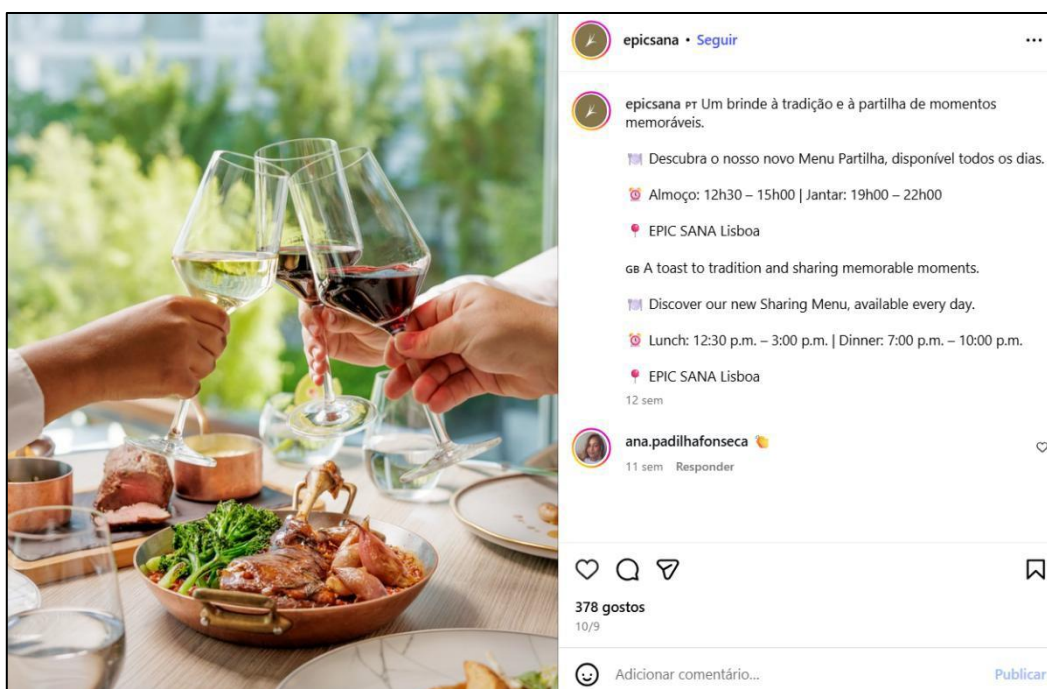 epicsana • Seguir
epicsana PT Um brinde à tradição e à partilha de momentos
memoráveis.
🍽️ Descubra o nosso novo Menu Partilha, disponível todos os dias.
⏰ Almoço: 12h30 – 15h00 | Jantar: 19h00 – 22h00
📍 EPIC SANA Lisboa
GB A toast to tradition and sharing memorable moments.
🍽️ Discover our new Sharing Menu, available every day.
⏰ Lunch: 12:30 p.m. – 3:00 p.m. | Dinner: 7:00 p.m. – 10:00 p.m.
📍 EPIC SANA Lisboa
12 sem
ana.padilhafonseca 👏
11 sem Responder
378 gostos
10/9
Adicionar comentário... Publicar